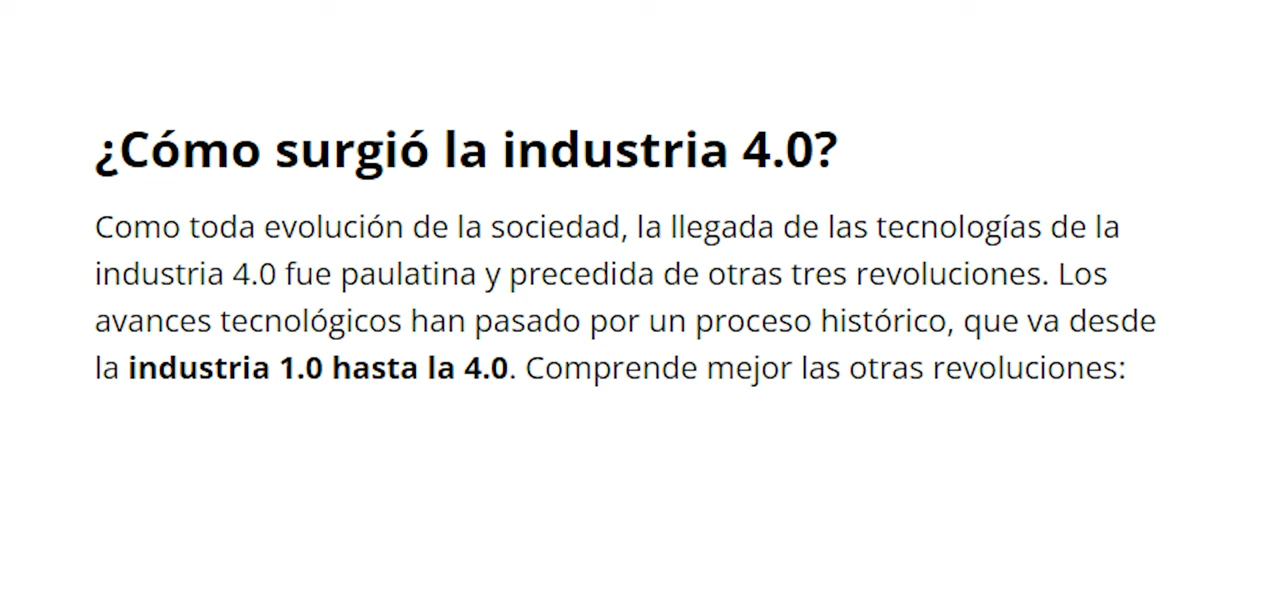 ¿Cómo surgió la industria 4.0?
Como toda evolución de la sociedad, la llegada de las tecnologías de la
industria 4.0 fue paulatina y precedida de otras tres revoluciones. Los
avances tecnológicos han pasado por un proceso histórico, que va desde
la industria 1.0 hasta la 4.0. Comprende mejor las otras revoluciones: